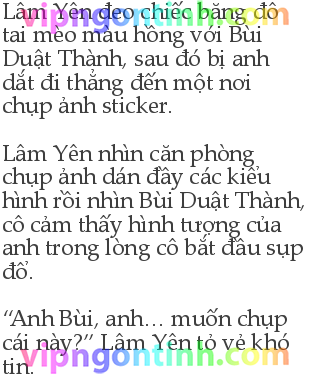 Lâm Yên đeo chiếc băng đô
vipngontinh.com
tai mèo màu hồng với Bùi
Duật Thành, sau đó bị anh
dắt đi thẳng đến một nơi
chụp ảnh sticker.
Lâm Yên nhìn căn phòng
chụp ảnh dán đầy các kiểu
hình rồi nhìn Bùi Duật Thành,
cô cảm thấy hình tượng của
anh trong lòng cô bắt đầu sụp
đổ.
“Anh Bùi, anh… muốn chụp
cái này?” Lâm Yên tỏ vẻ khó
vipngontinh.com
tin.